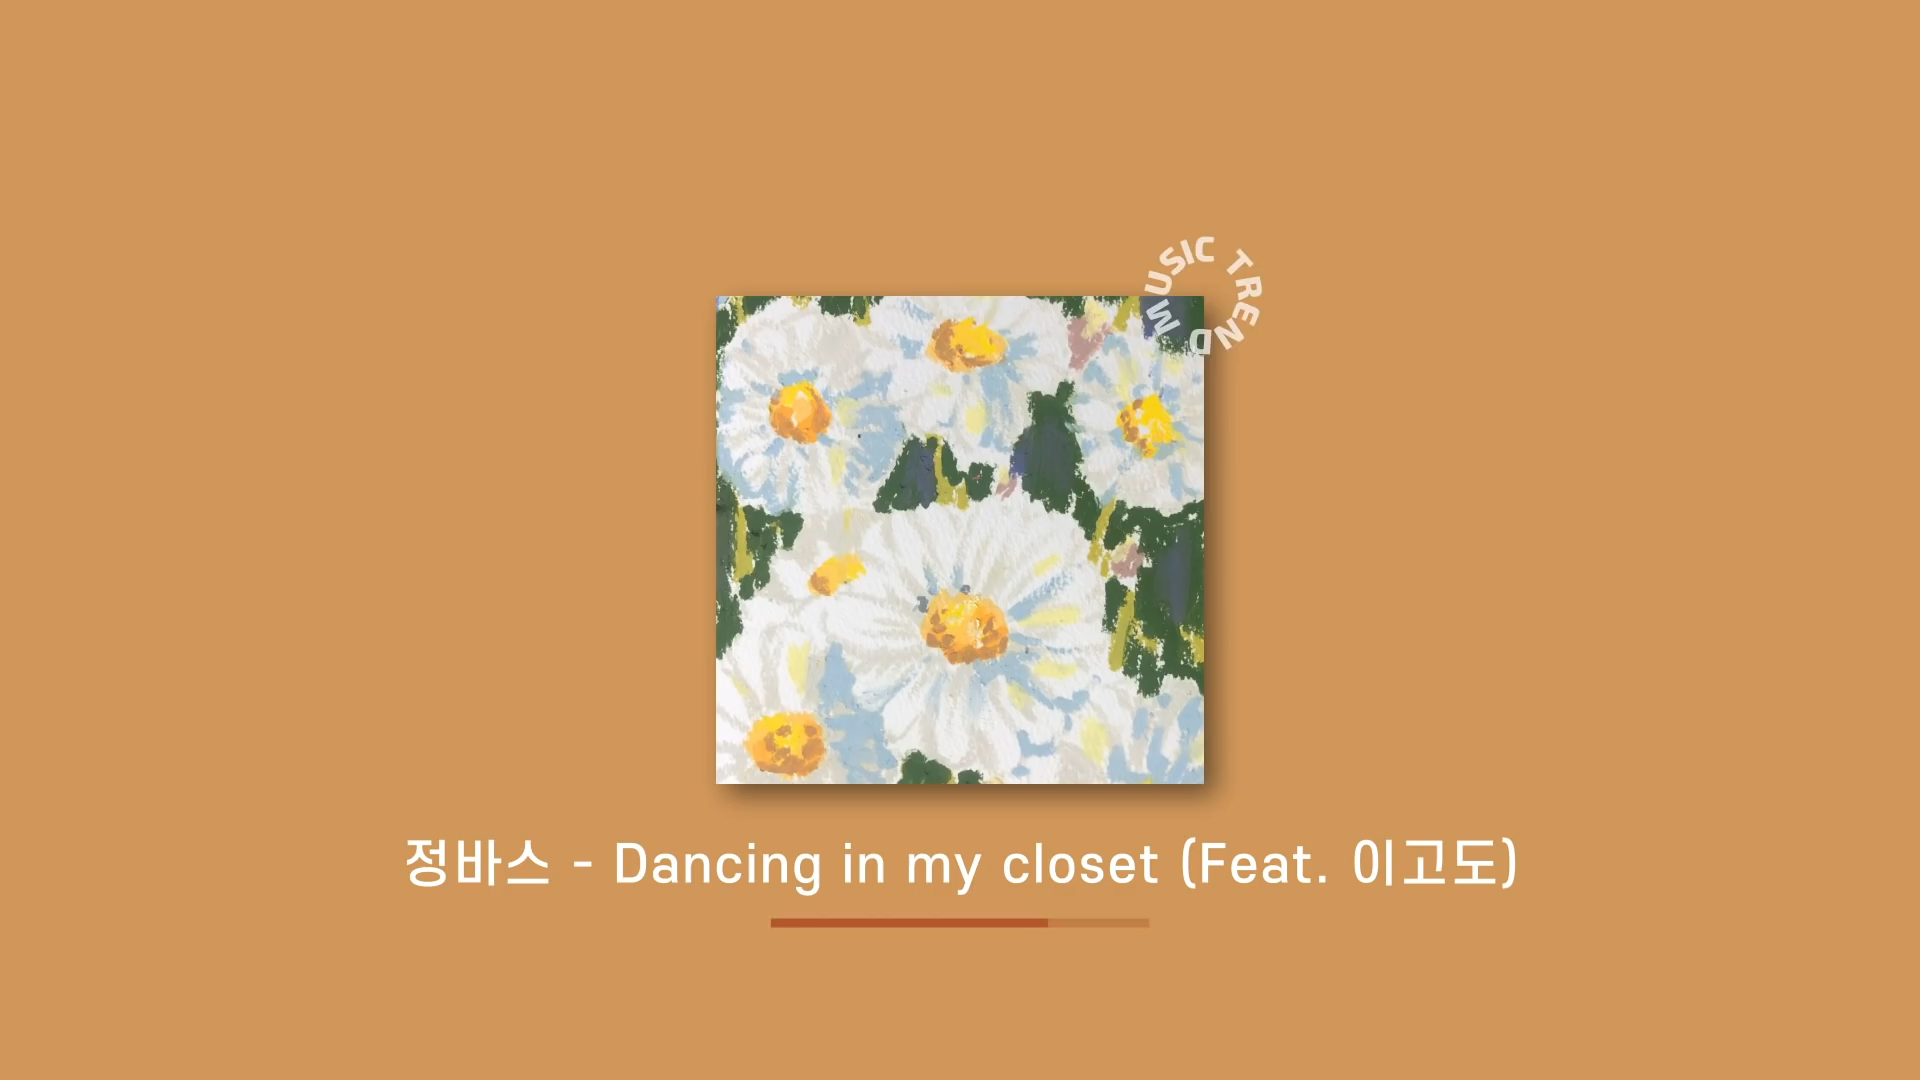 MUSIC TREND
정바스 - Dancing in my closet (Feat. 이고도)